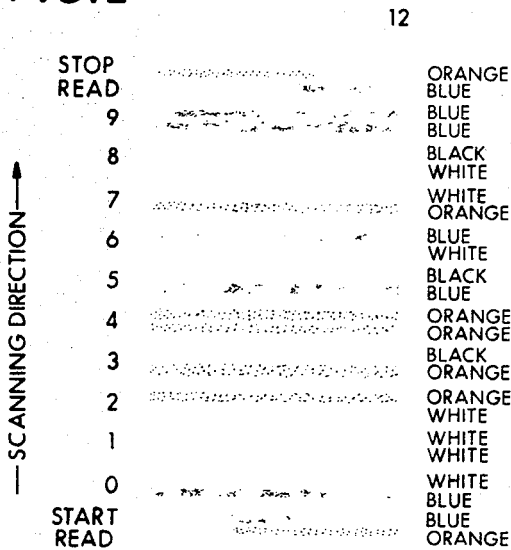 12
STOP
READ
ORANGE
BLUE
9
BLUE
BLUE
8
BLACK
WHITE
7
WHITE
ORANGE
6
BLUE
WHITE
5
BLACK
BLUE
4
ORANGE
ORANGE
3
BLACK
ORANGE
2
ORANGE
WHITE
1
WHITE
WHITE
0
WHITE
BLUE
START
READ
BLUE
ORANGE
SCANNING DIRECTION